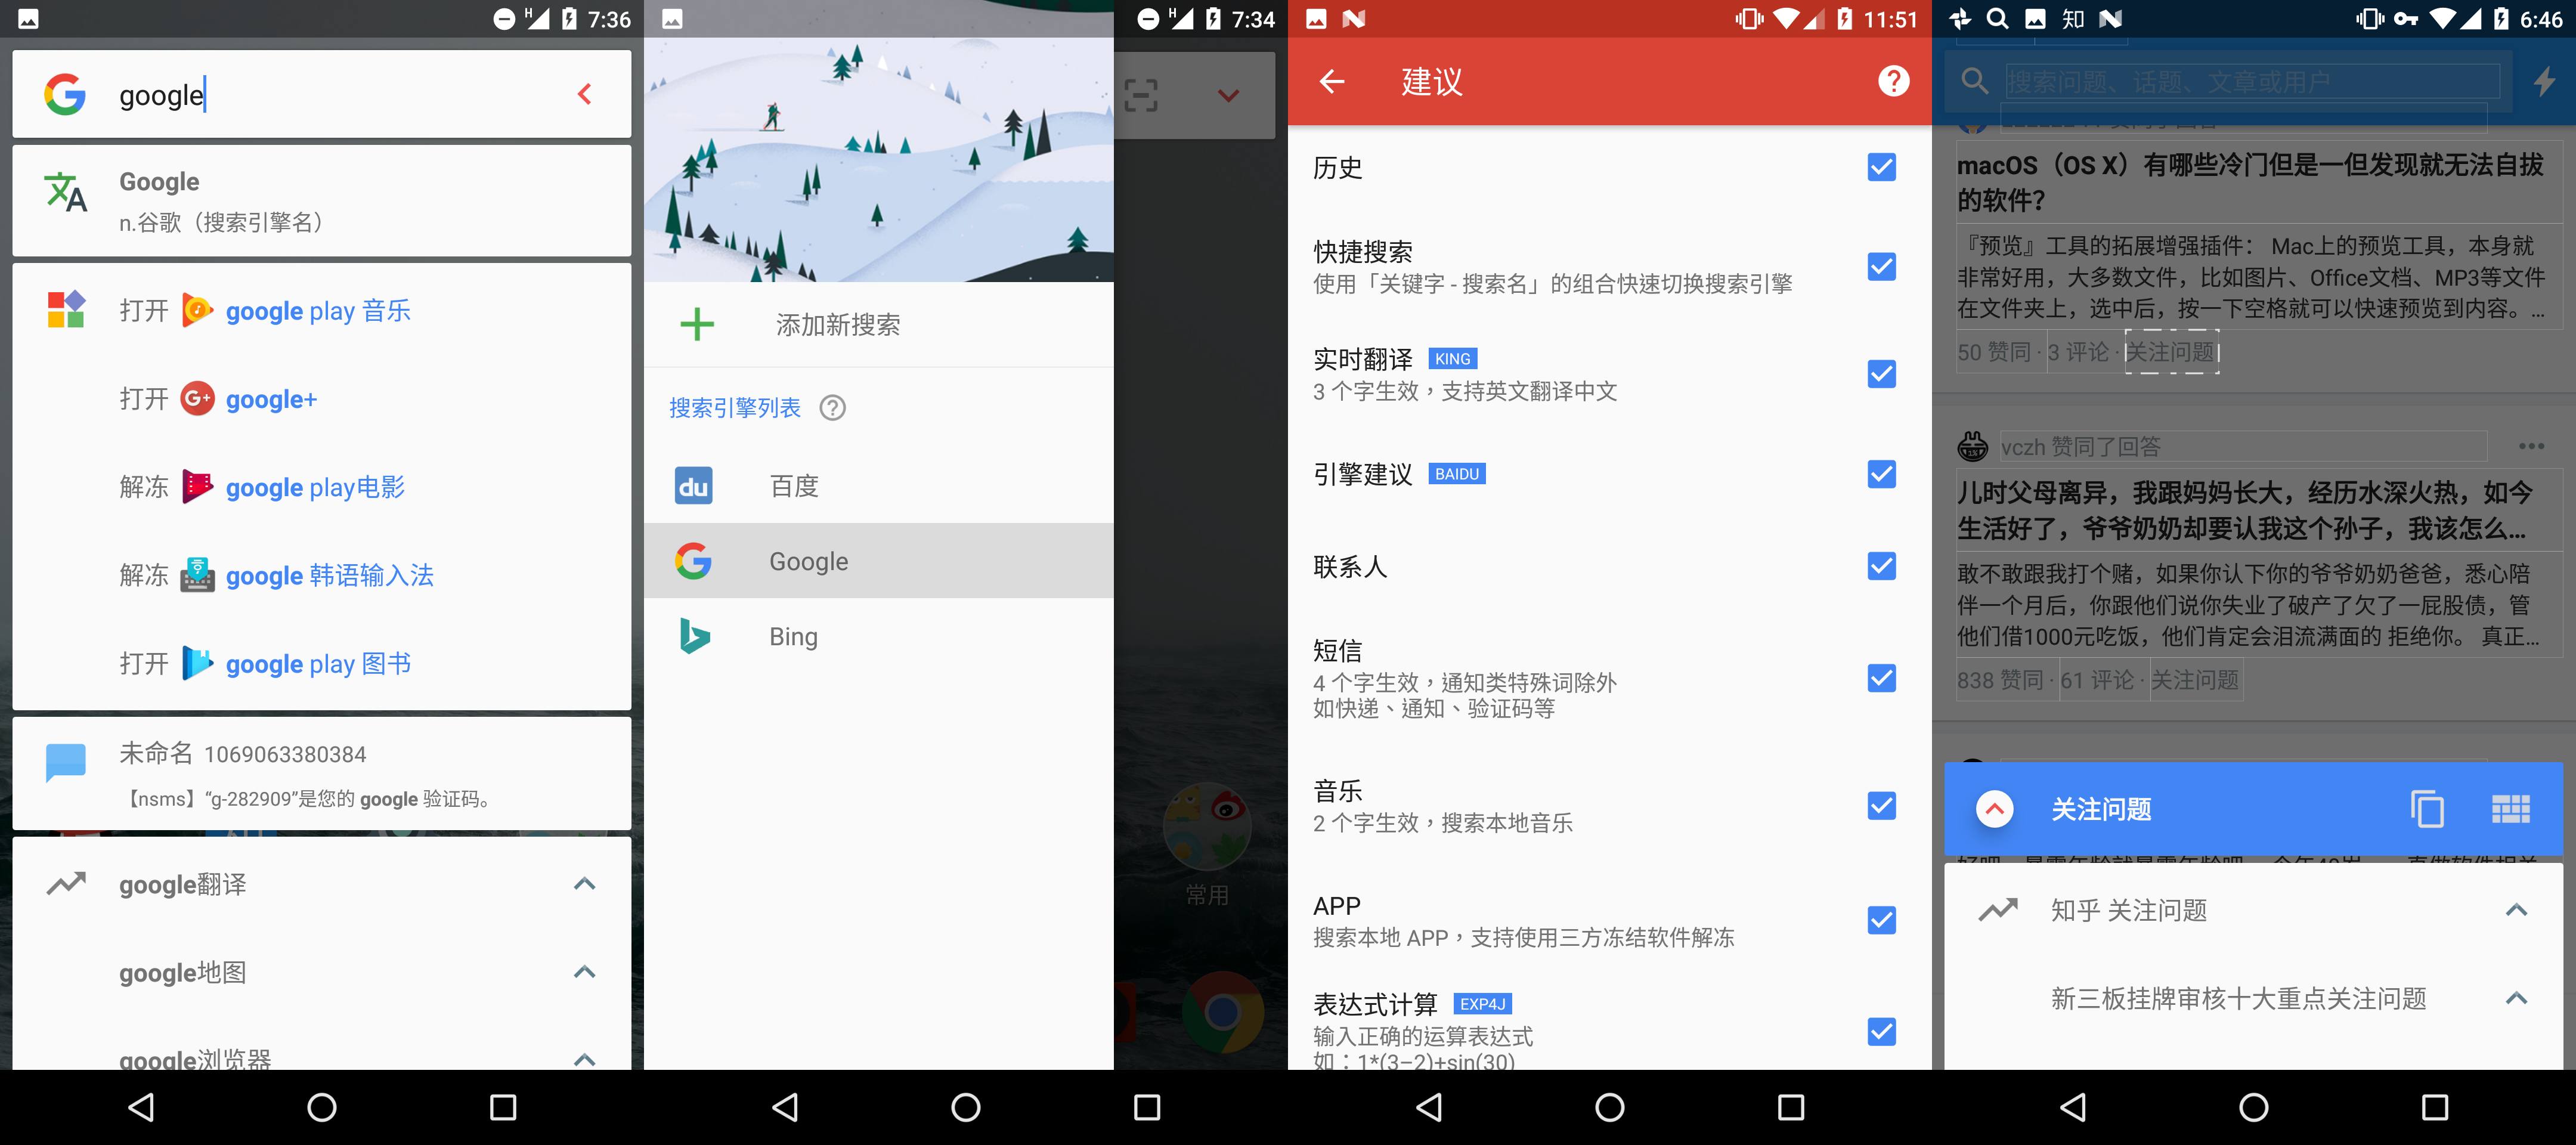 7:36
google
Google
n.谷歌（搜索引擎名）
打开 google play 音乐
打开 G+ google+
解冻 google play电影
解冻 google 韩语输入法
打开 google play 图书
未命名 1069063380384
【nsms】“g-282909”是您的 google 验证码。
google翻译
google地图
google浏览器
7:34
添加新搜索
搜索引擎列表
du 百度
Google
Bing
常用
11:51
建议
历史
快捷搜索
使用「关键字 - 搜索名」的组合快速切换搜索引擎
实时翻译 KING
3 个字生效，支持英文翻译中文
引擎建议 BAIDU
联系人
短信
4 个字生效，通知类特殊词除外
如快递、通知、验证码等
音乐
2 个字生效，搜索本地音乐
APP
搜索本地 APP，支持使用三方冻结软件解冻
表达式计算 EXP4J
输入正确的运算表达式
如：1*(3−2)+sin(30)
知 6:46
搜索问题、话题、文章或用户
macOS（OS X）有哪些冷门但是一但发现就无法自拔
的软件？
『预览』工具的拓展增强插件： Mac上的预览工具，本身就
非常好用，大多数文件，比如图片、Office文档、MP3等文件
在文件夹上，选中后，按一下空格就可以快速预览到内容。...
50 赞同 · 3 评论 · 关注问题
vczh 赞同了回答
儿时父母离异，我跟妈妈长大，经历水深火热，如今
生活好了，爷爷奶奶却要认我这个孙子，我该怎么...
敢不敢跟我打个赌，如果你认下你的爷爷奶奶爸爸，悉心陪
伴一个月后，你跟他们说你失业了破产了欠了一屁股债，管
他们借1000元吃饭，他们肯定会泪流满面的 拒绝你。 真正...
838 赞同 · 61 评论 · 关注问题
关注问题
知乎 关注问题
新三板挂牌审核十大重点关注问题